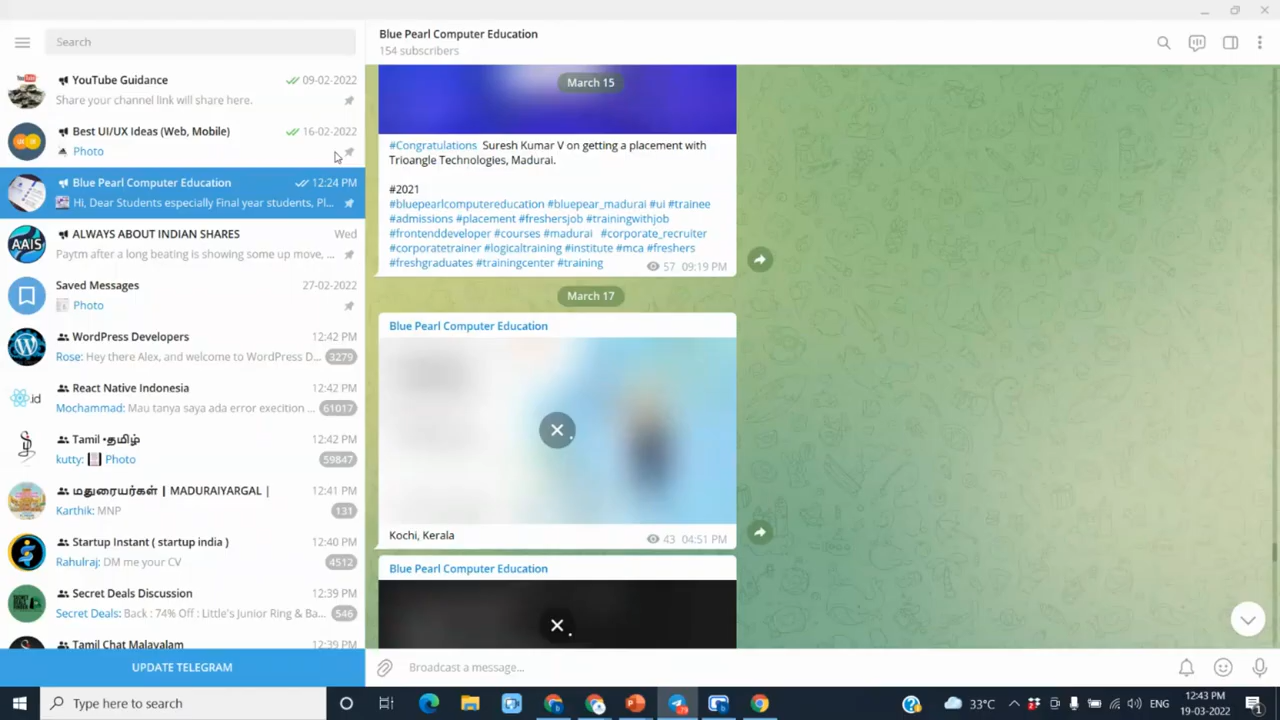 Search
YouTube Guidance
09-02-2022
Share your channel link will share here.
Best UI/UX Ideas (Web, Mobile)
16-02-2022
Photo
Blue Pearl Computer Education
12:24 PM
Hi, Dear Students especially Final year students, Pl...
ALWAYS ABOUT INDIAN SHARES
Wed
Paytm after a long beating is showing some up move, ...
AAIS
Saved Messages
27-02-2022
Photo
WordPress Developers
12:42 PM
Rose: Hey there Alex, and welcome to WordPress D...
3279
React Native Indonesia
12:42 PM
Mochammad: Mau tanya saya ada error execition ...
61017
.id
Tamil •தமிழ்
12:42 PM
kutty: Photo
59847
மதுரையர்கள் | MADURAIYARGAL |
12:41 PM
Karthik: MNP
131
Startup Instant ( startup india )
12:40 PM
Rahulraj: DM me your CV
4512
Secret Deals Discussion
12:39 PM
Secret Deals: Back : 74% Off : Little's Junior Ring & Ba...
546
Tamil Chat Malayalam
12:39 PM
UPDATE TELEGRAM
Blue Pearl Computer Education
154 subscribers
March 15
#Congratulations Suresh Kumar V on getting a placement with
Trioangle Technologies, Madurai.
#2021
#bluepearlcomputereducation #bluepear_madurai #ui #trainee
#admissions #placement #freshersjob #trainingwithjob
#frontenddeveloper #courses #madurai #corporate_recruiter
#corporatetrainer #logicaltraining #institute #mca #freshers
#freshgraduates #trainingcenter #training
57 09:19 PM
March 17
Blue Pearl Computer Education
Kochi, Kerala
43 04:51 PM
Blue Pearl Computer Education
Broadcast a message...
Type here to search
33°C
ENG
12:43 PM
19-03-2022